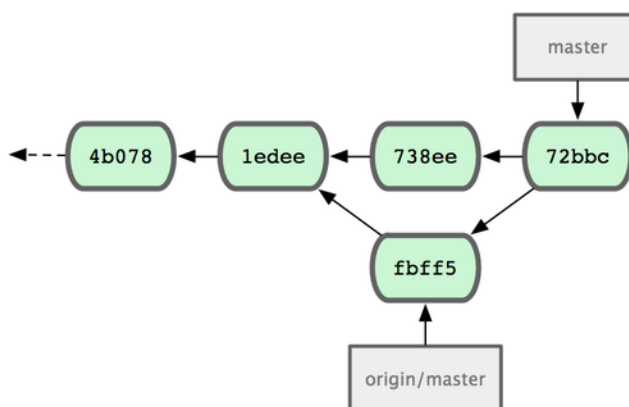 master
4b078
1edee
738ee
72bbc
fbff5
origin/master